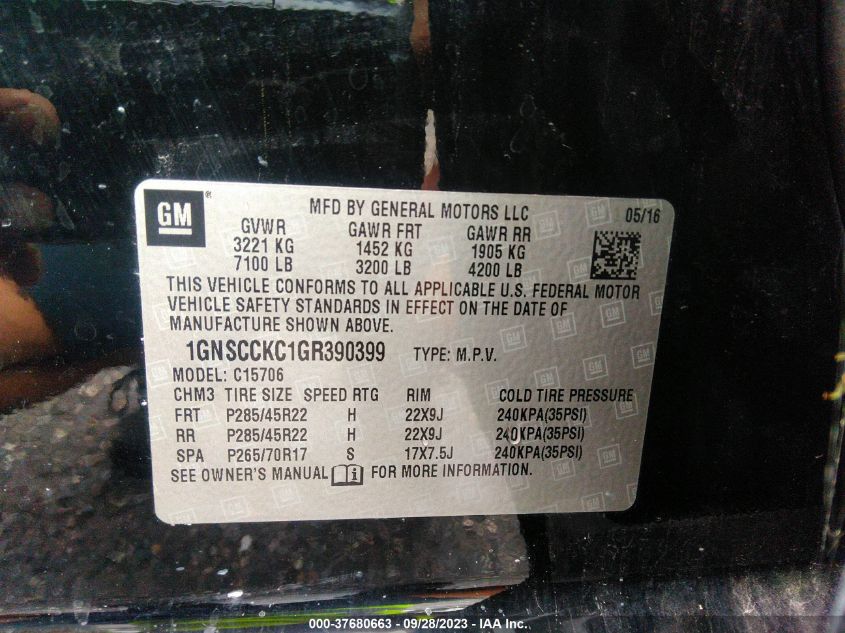 GM ® MFD BY GENERAL MOTORS LLC 05/16
GVWR GAWR FRT GAWR RR
3221 KG 1452 KG 1905 KG
7100 LB 3200 LB 4200 LB
THIS VEHICLE CONFORMS TO ALL APPLICABLE U.S. FEDERAL MOTOR
VEHICLE SAFETY STANDARDS IN EFFECT ON THE DATE OF
MANUFACTURE SHOWN ABOVE.
1GNSCCKC1GR390399 TYPE: M.P.V.
MODEL: C15706
CHM3 TIRE SIZE SPEED RTG RIM COLD TIRE PRESSURE
FRT P285/45R22 H 22X9J 240KPA(35PSI)
RR P285/45R22 H 22X9J 240KPA(35PSI)
SPA P265/70R17 S 17X7.5J 240KPA(35PSI)
SEE OWNER'S MANUAL i FOR MORE INFORMATION.
000-37680663 - 09/28/2023 - IAA Inc.